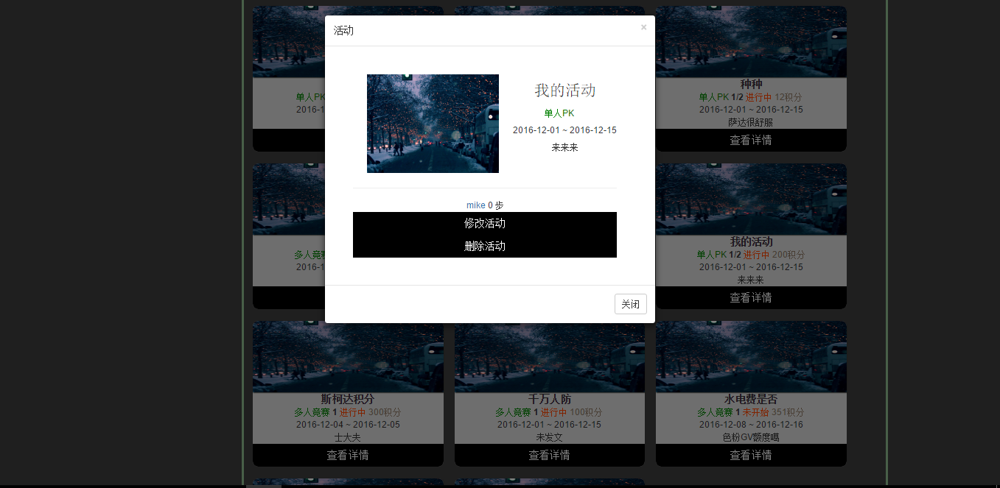 活动 ×
我的活动
单人PK
2016-12-01 ~ 2016-12-15
来来来
mike 0 步
修改活动
删除活动
关闭
单人PK
2016-1
种种
单人PK 1/2 进行中 12积分
2016-12-01 ~ 2016-12-15
萨达很舒服
查看详情
多人竞赛
2016-1
我的活动
单人PK 1/2 进行中 200积分
2016-12-01 ~ 2016-12-15
来来来
查看详情
斯柯达积分
多人竞赛 1 进行中 300积分
2016-12-04 ~ 2016-12-05
士大夫
查看详情
千万人防
多人竞赛 1 进行中 100积分
2016-12-01 ~ 2016-12-15
未发文
查看详情
水电费是否
多人竞赛 1 未开始 351积分
2016-12-08 ~ 2016-12-16
色粉GV额度噶
查看详情